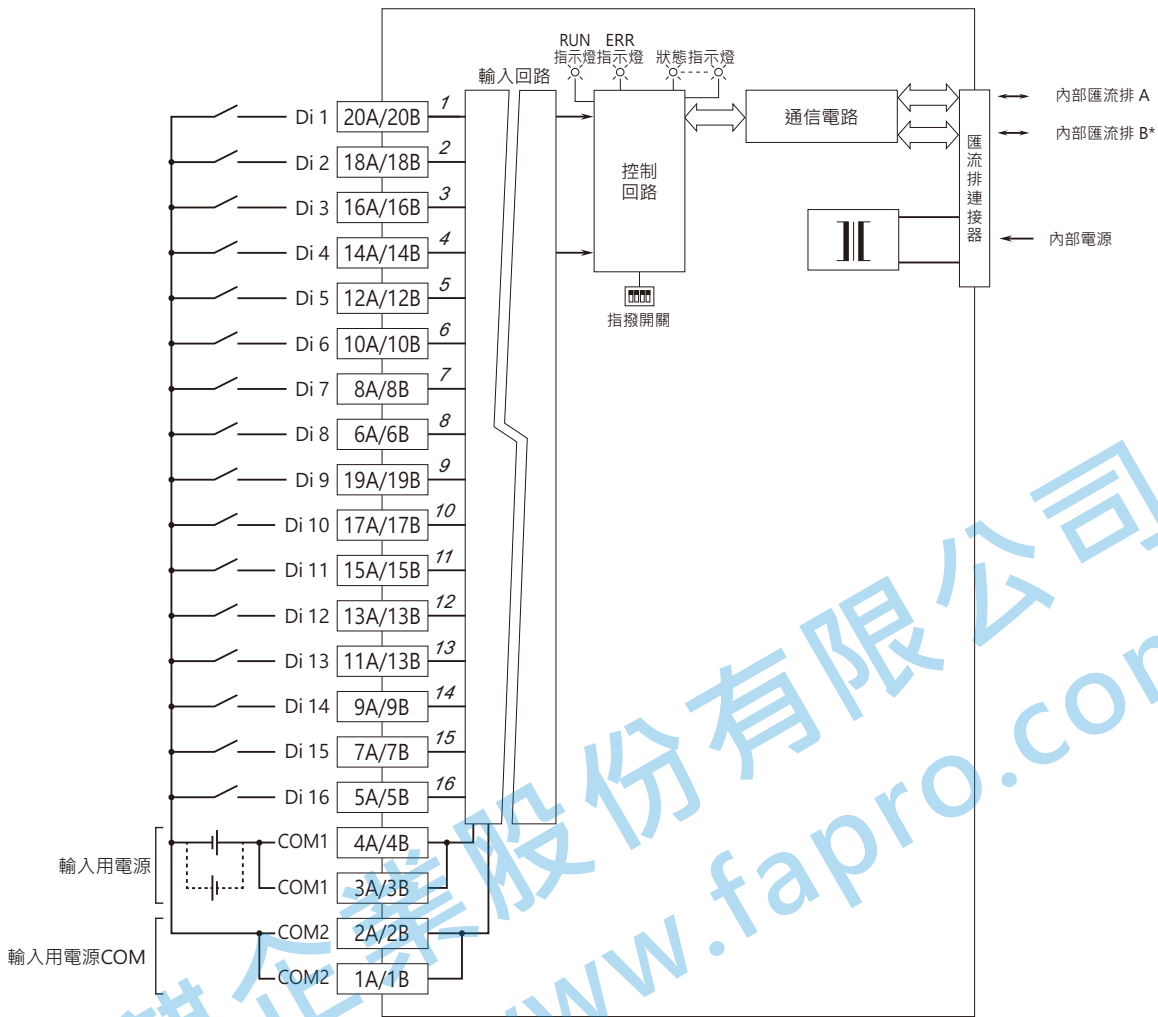 RUN ERR
指示燈 指示燈 狀態指示燈
輸入回路
Di 1 20A/20B 1
Di 2 18A/18B 2
Di 3 16A/16B 3
Di 4 14A/14B 4
Di 5 12A/12B 5
Di 6 10A/10B 6
Di 7 8A/8B 7
Di 8 6A/6B 8
Di 9 19A/19B 9
Di 10 17A/17B 10
Di 11 15A/15B 11
Di 12 13A/13B 12
Di 13 11A/13B 13
Di 14 9A/9B 14
Di 15 7A/7B 15
Di 16 5A/5B 16
COM1 4A/4B
COM1 3A/3B
COM2 2A/2B
COM2 1A/1B
輸入用電源
輸入用電源COM
控制
回路
指撥開關
通信電路
匯流排連接器
內部匯流排 A
內部匯流排 B*
內部電源
企業股份有限公司
www.fapro.com